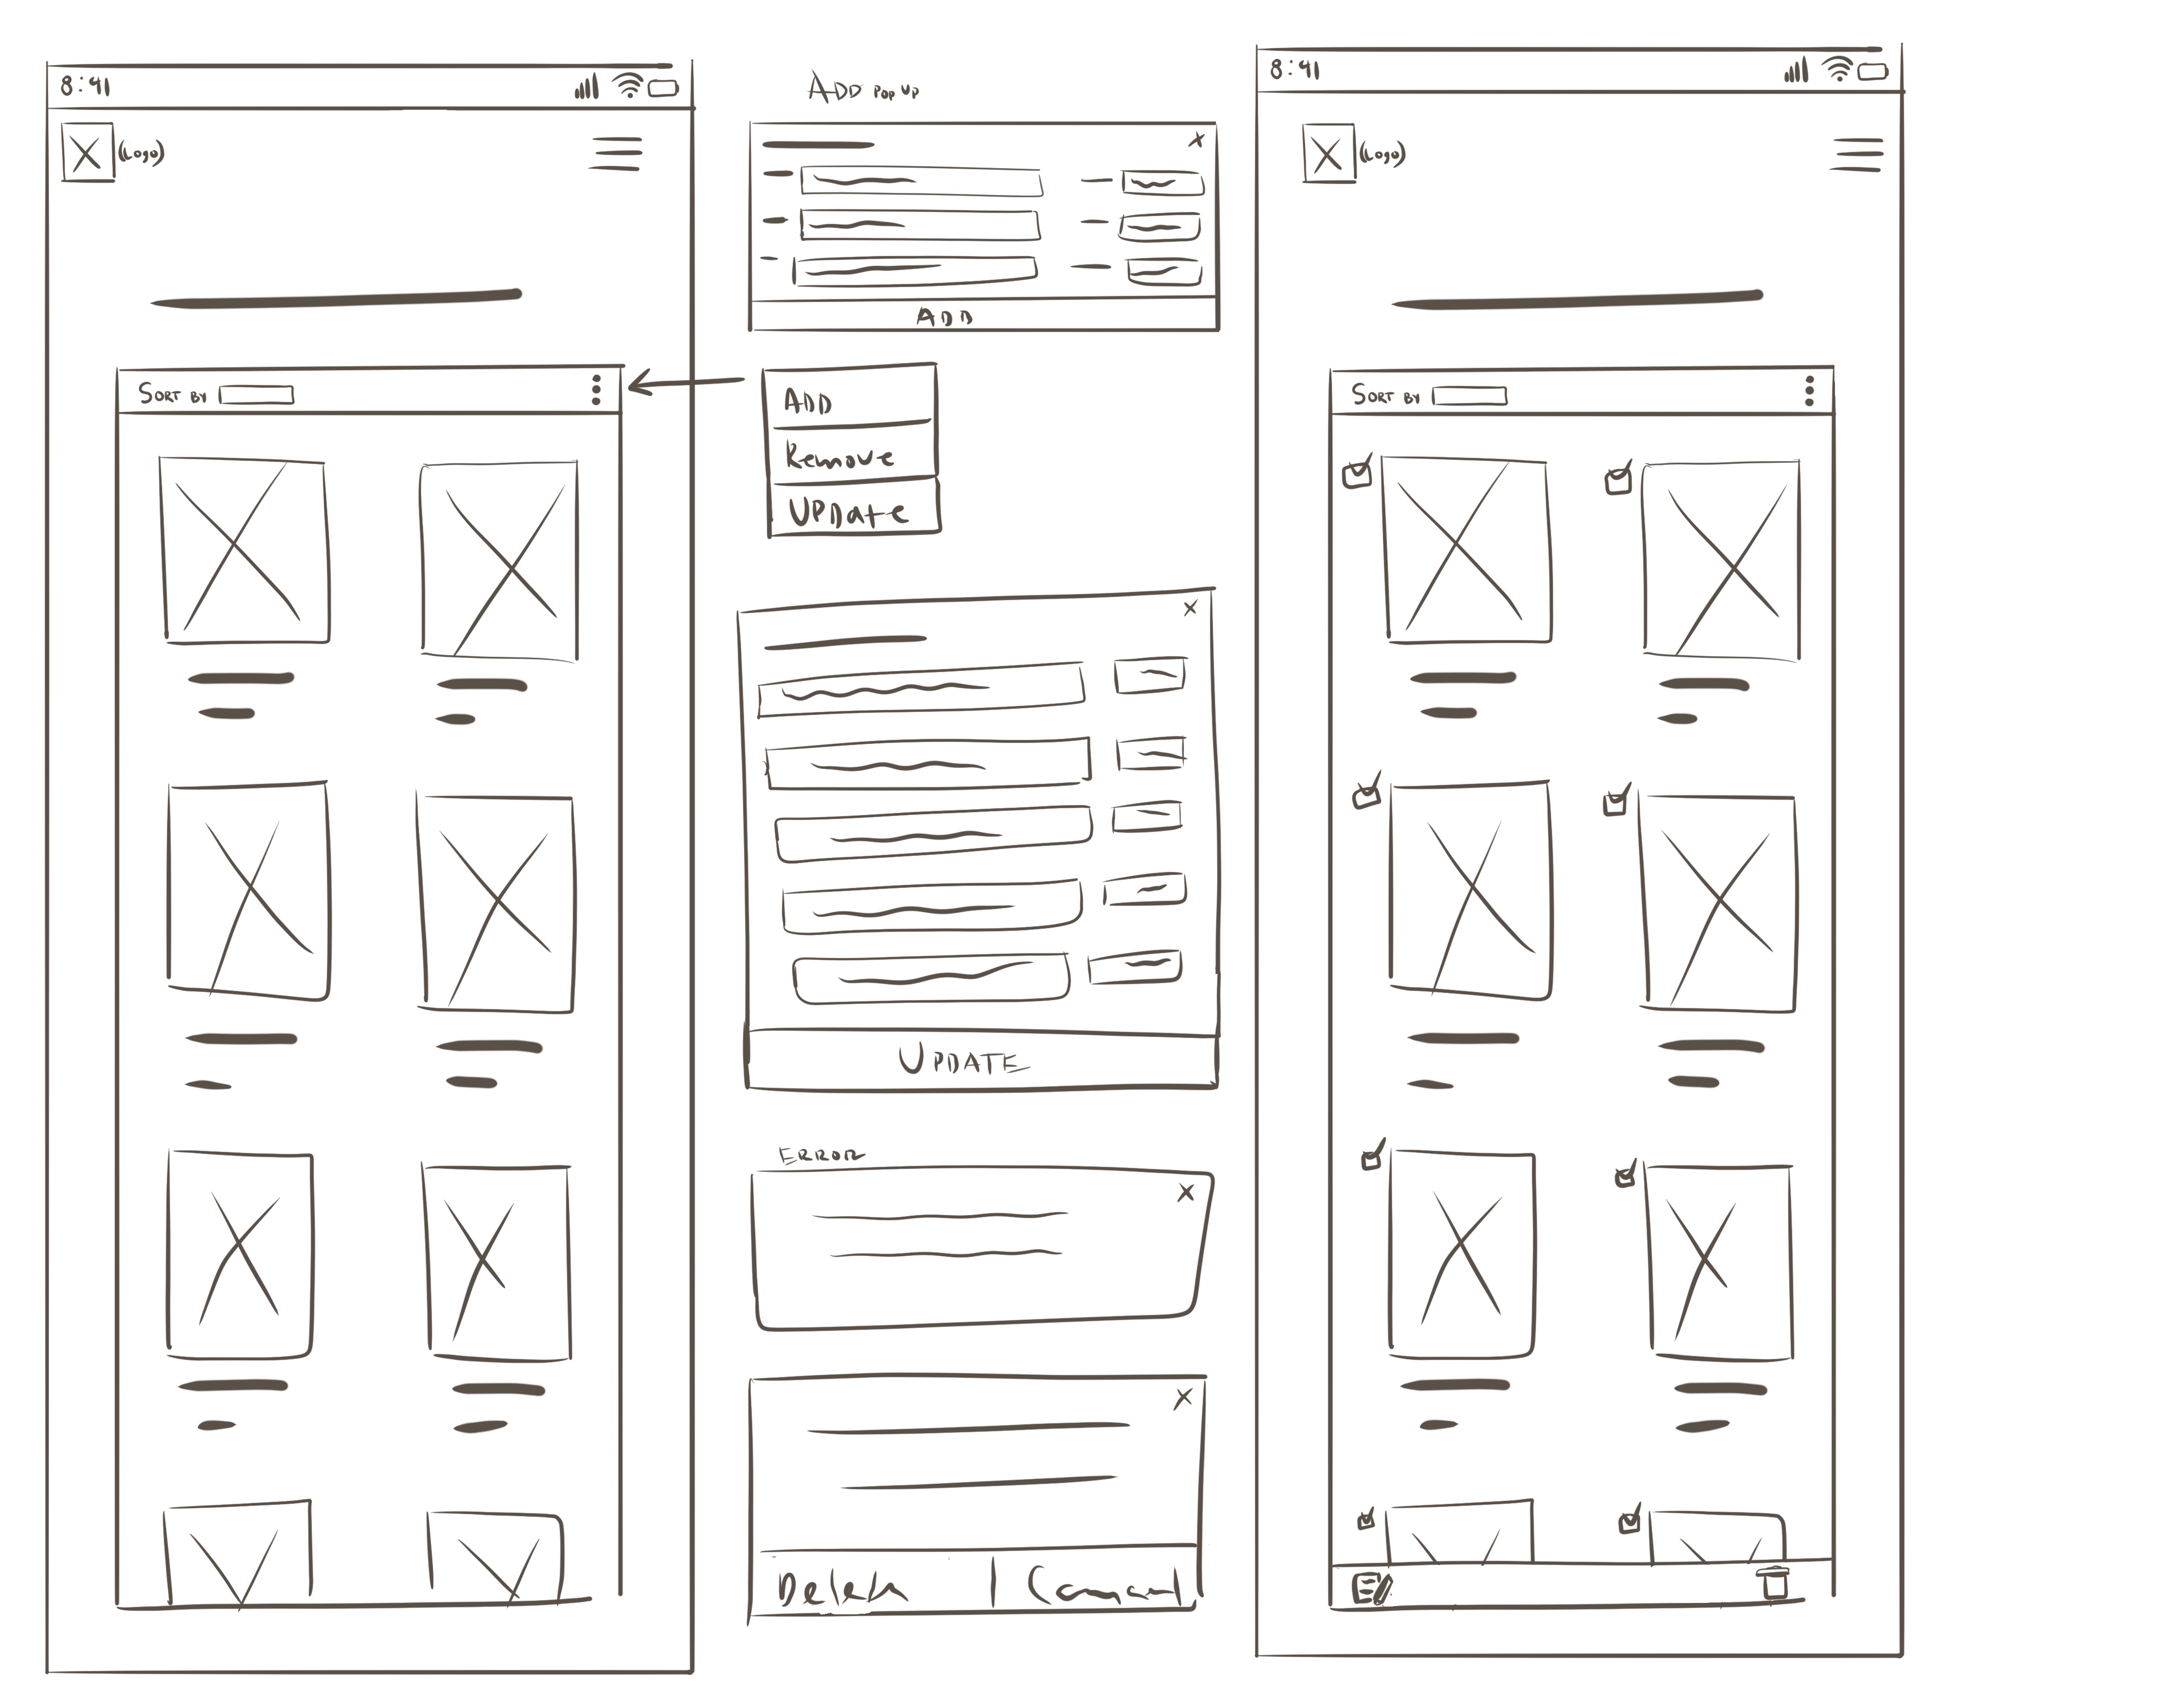 8:41
(Logo)
SORT BY
ADD POP UP
ADD
ADD
Remove
UPDate
UPDATE
ERROR
Delete | Cancel
8:41
(Logo)
SORT BY